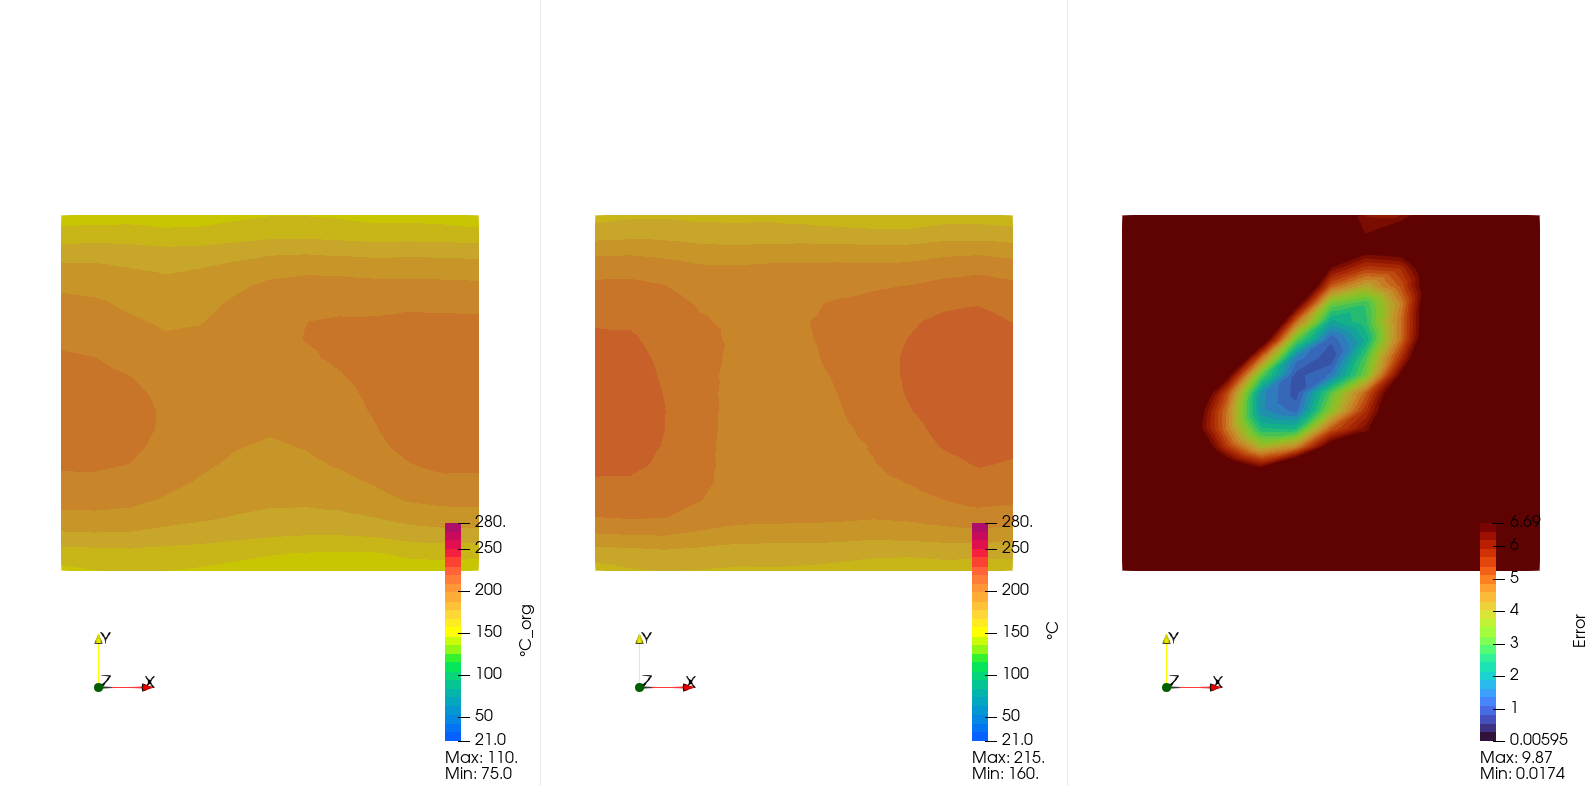 280.
250
200
150
100
50
21.0
°C_org
Max: 110.
Min: 75.0
Y
Z
X
280.
250
200
150
100
50
21.0
°C
Max: 215.
Min: 160.
Y
Z
X
6.69
6
5
4
3
2
1
0.00595
Error
Max: 9.87
Min: 0.0174
Y
Z
X